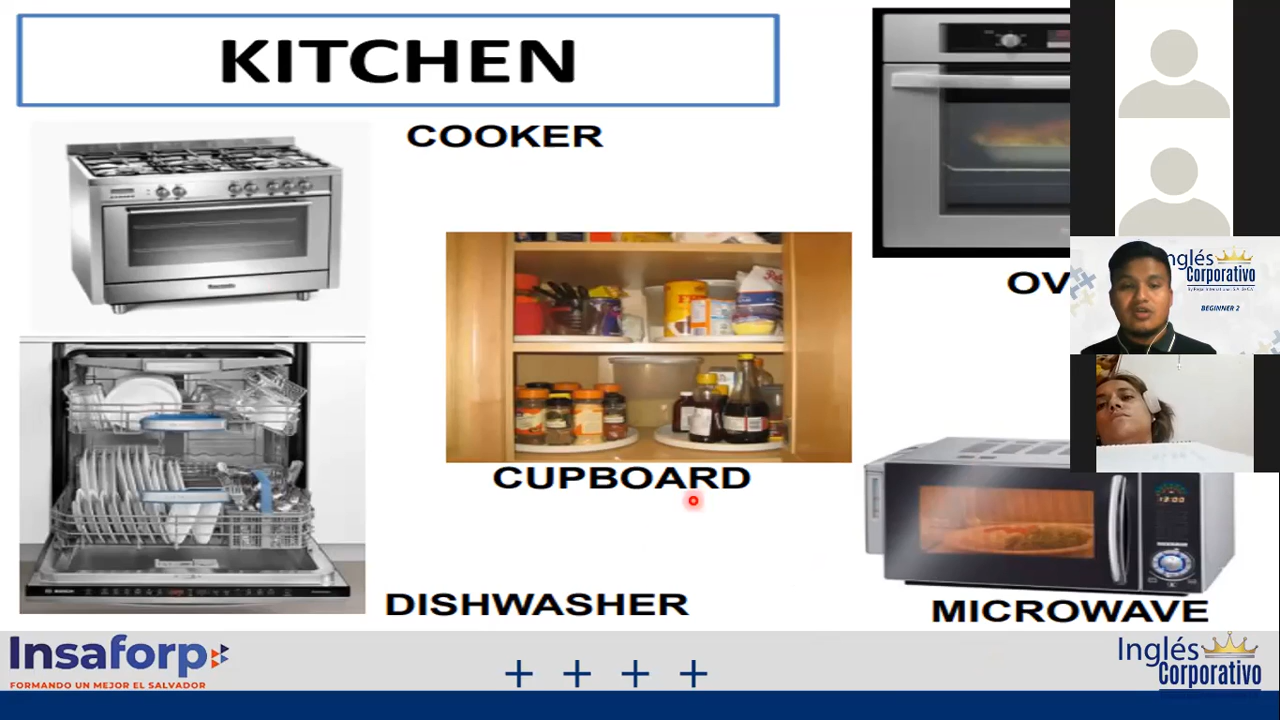 KITCHEN
COOKER
OV
CUPBOARD
DISHWASHER
MICROWAVE
Inglés
Corporativo
BEGINNER 2
Insaforp
FORMANDO UN MEJOR EL SALVADOR
Inglés
Corporativo